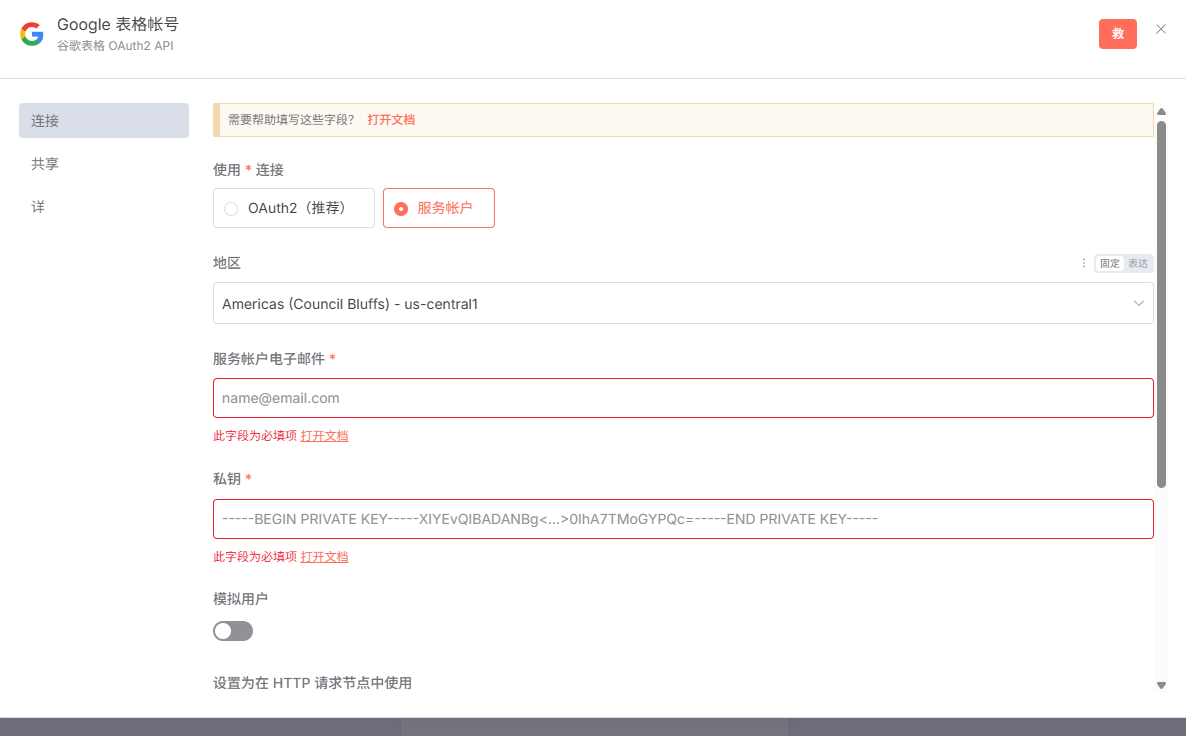 Google 表格帐号
谷歌表格 OAuth2 API
救
连接
共享
详
需要帮助填写这些字段? 打开文档
使用 * 连接
OAuth2（推荐）
服务帐户
地区
固定 表达
Americas (Council Bluffs) - us-central1
服务帐户电子邮件 *
name@email.com
此字段为必填项 打开文档
私钥 *
-----BEGIN PRIVATE KEY-----XIYEvQIBADANBg<...>0IhA7TMoGYPQc=-----END PRIVATE KEY-----
此字段为必填项 打开文档
模拟用户
设置为在 HTTP 请求节点中使用